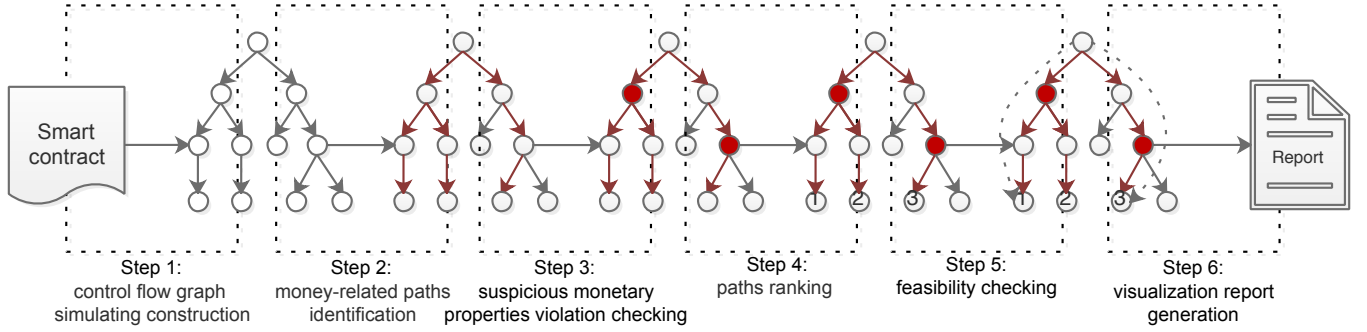 Smart
contract
Report
1 2 3 1 2 3
Step 1:
control flow graph
simulating construction
Step 2:
money-related paths
identification
Step 3:
suspicious monetary
properties violation checking
Step 4:
paths ranking
Step 5:
feasibility checking
Step 6:
visualization report
generation